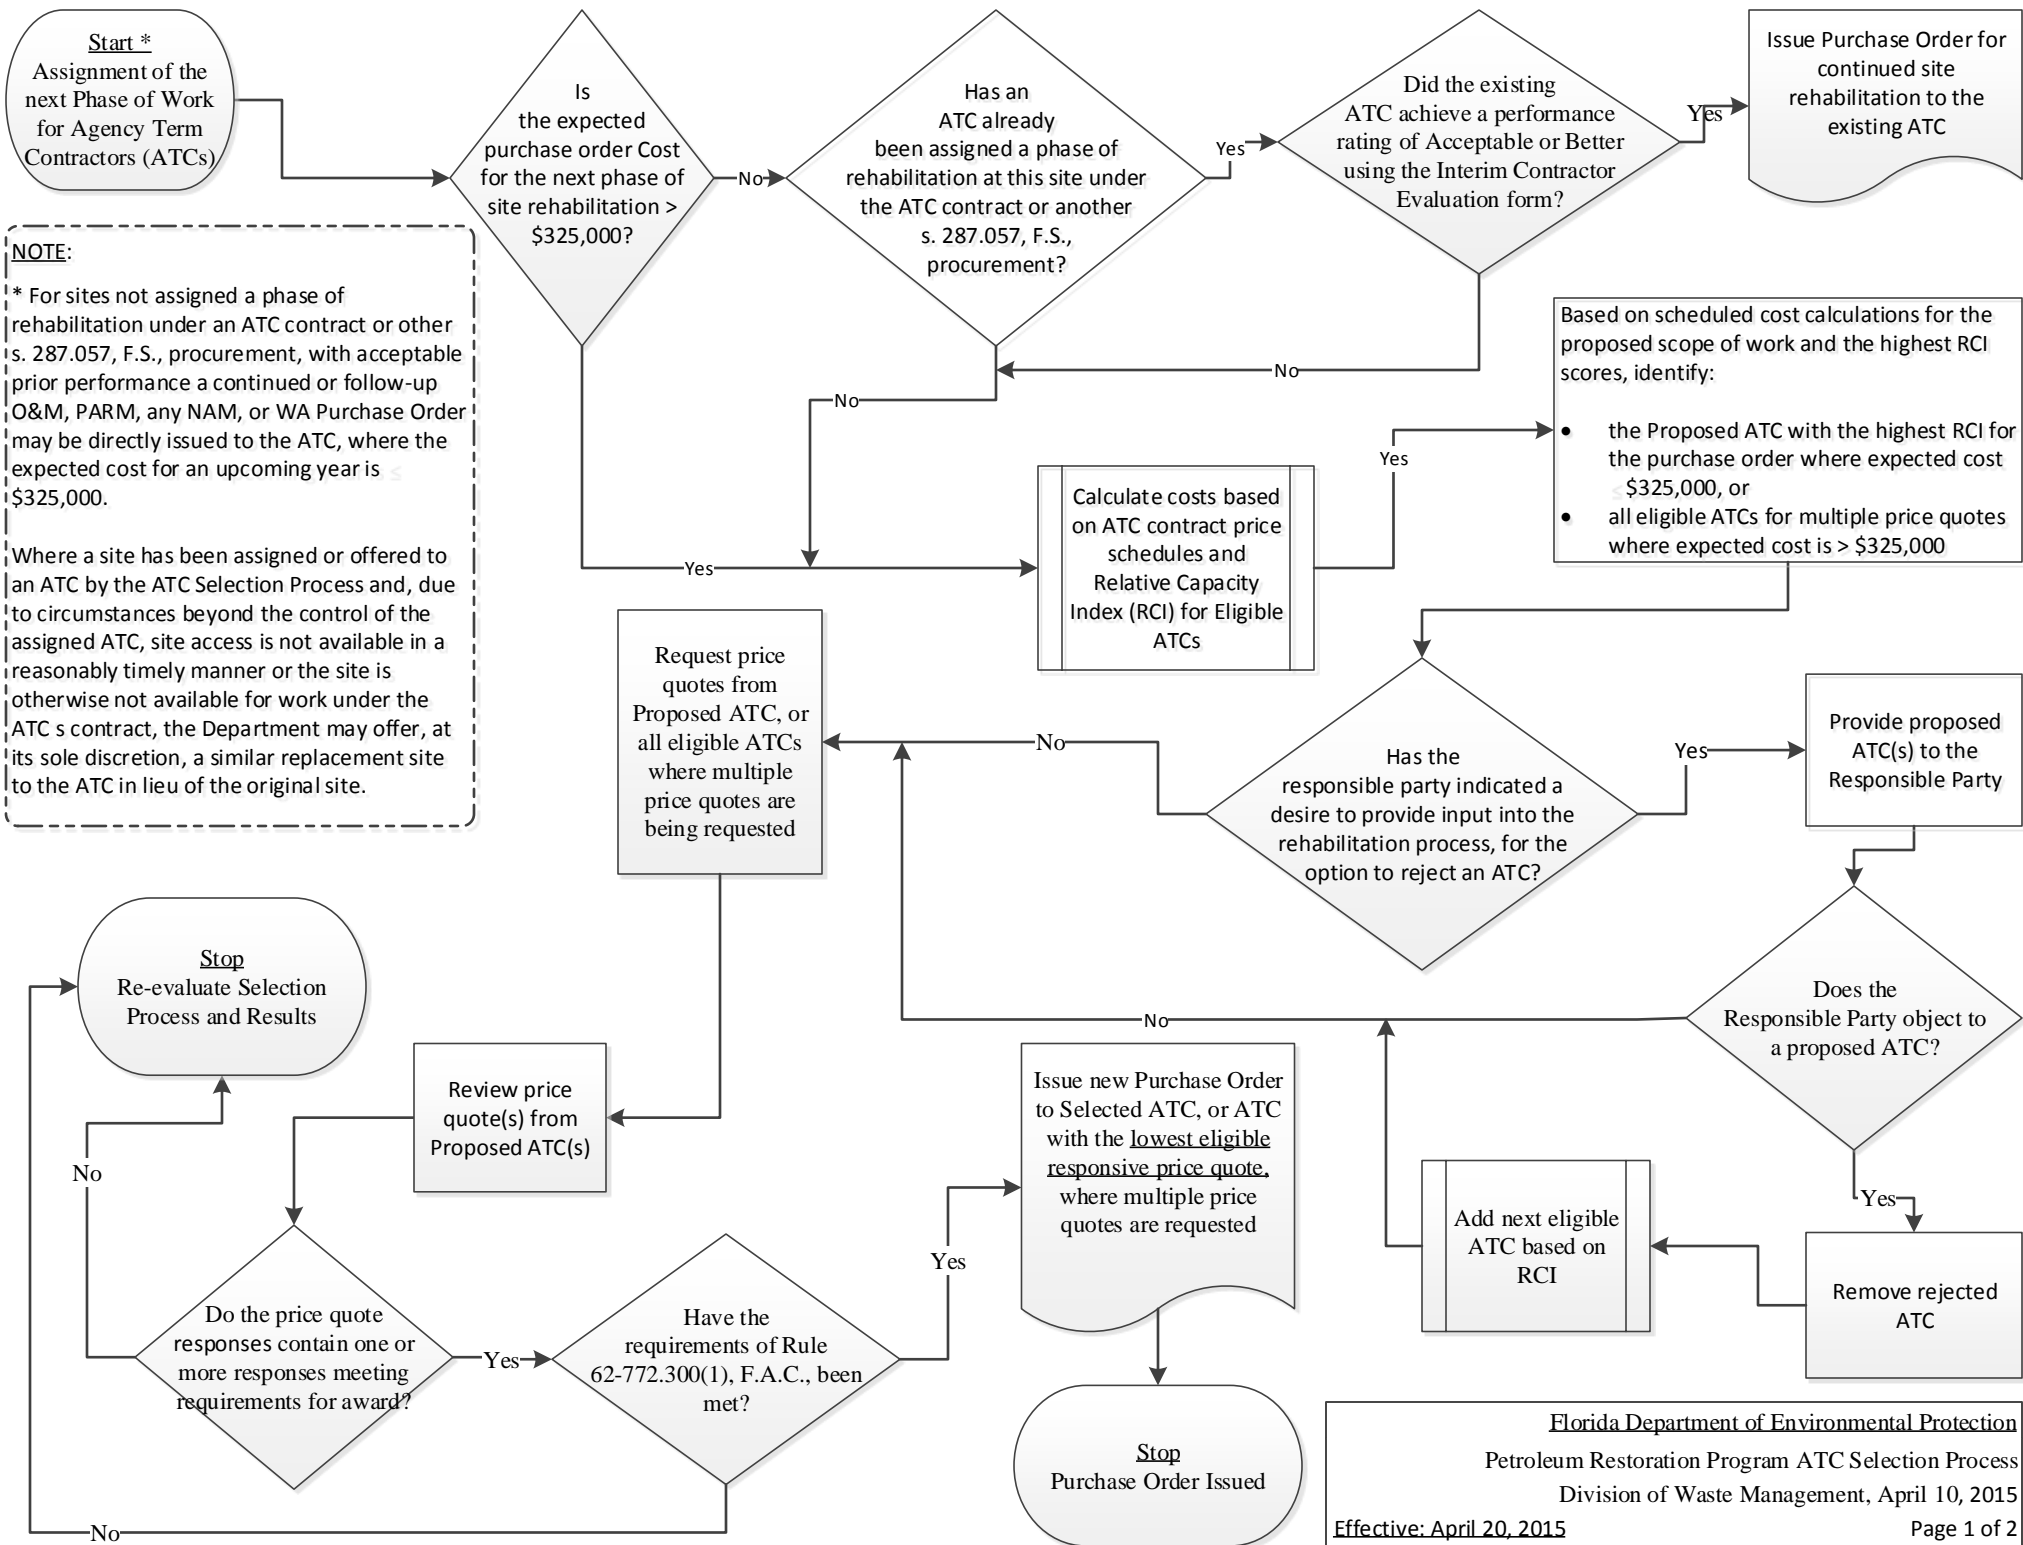 Start *
Assignment of the
next Phase of Work
for Agency Term
Contractors (ATCs)
Is
the expected
purchase order Cost
for the next phase of
site rehabilitation >
$325,000?
No
Has an
ATC already
been assigned a phase of
rehabilitation at this site under
the ATC contract or another
s. 287.057, F.S.,
procurement?
Yes
Did the existing
ATC achieve a performance
rating of Acceptable or Better
using the Interim Contractor
Evaluation form?
Yes
Issue Purchase Order for
continued site
rehabilitation to the
existing ATC
NOTE:
* For sites not assigned a phase of
rehabilitation under an ATC contract or other
s. 287.057, F.S., procurement, with acceptable
prior performance a continued or follow-up
O&M, PARM, any NAM, or WA Purchase Order
may be directly issued to the ATC, where the
expected cost for an upcoming year is ≤
$325,000.
Where a site has been assigned or offered to
an ATC by the ATC Selection Process and, due
to circumstances beyond the control of the
assigned ATC, site access is not available in a
reasonably timely manner or the site is
otherwise not available for work under the
ATC s contract, the Department may offer, at
its sole discretion, a similar replacement site
to the ATC in lieu of the original site.
No
No
Yes
Calculate costs based
on ATC contract price
schedules and
Relative Capacity
Index (RCI) for Eligible
ATCs
Yes
Based on scheduled cost calculations for the
proposed scope of work and the highest RCI
scores, identify:
• the Proposed ATC with the highest RCI for
the purchase order where expected cost
≤ $325,000, or
• all eligible ATCs for multiple price quotes
where expected cost is > $325,000
Request price
quotes from
Proposed ATC, or
all eligible ATCs
where multiple
price quotes are
being requested
No
Has the
responsible party indicated a
desire to provide input into the
rehabilitation process, for the
option to reject an ATC?
Yes
Provide proposed
ATC(s) to the
Responsible Party
Does the
Responsible Party object to
a proposed ATC?
No
Yes
Remove rejected
ATC
Add next eligible
ATC based on
RCI
Stop
Re-evaluate Selection
Process and Results
Review price
quote(s) from
Proposed ATC(s)
No
Do the price quote
responses contain one or
more responses meeting
requirements for award?
Yes
Have the
requirements of Rule
62-772.300(1), F.A.C., been
met?
No
Yes
Issue new Purchase Order
to Selected ATC, or ATC
with the lowest eligible
responsive price quote,
where multiple price
quotes are requested
Stop
Purchase Order Issued
Florida Department of Environmental Protection
Petroleum Restoration Program ATC Selection Process
Division of Waste Management, April 10, 2015
Effective: April 20, 2015 Page 1 of 2